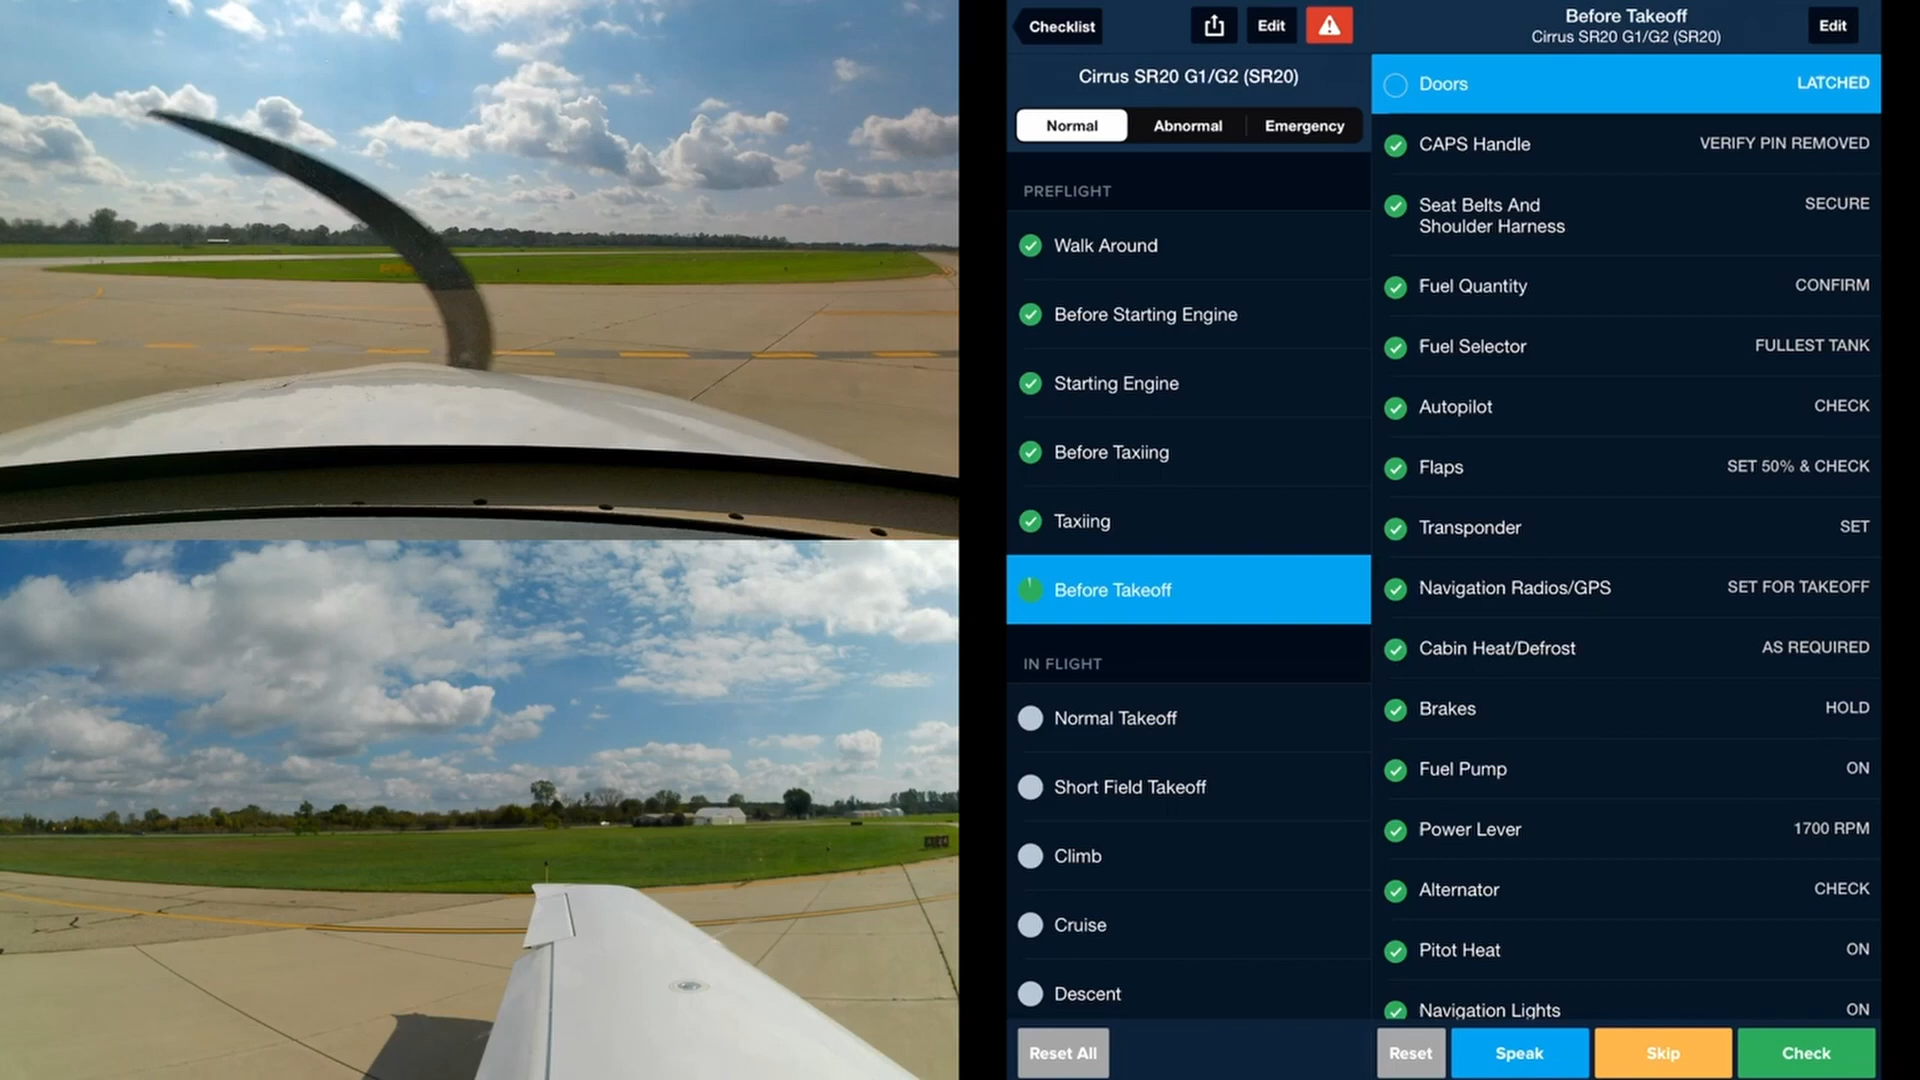 Checklist
Edit
Cirrus SR20 G1/G2 (SR20)
Normal
Abnormal
Emergency
PREFLIGHT
Walk Around
Before Starting Engine
Starting Engine
Before Taxiing
Taxiing
Before Takeoff
IN FLIGHT
Normal Takeoff
Short Field Takeoff
Climb
Cruise
Descent
Reset All
Before Takeoff
Cirrus SR20 G1/G2 (SR20)
Edit
Doors LATCHED
CAPS Handle VERIFY PIN REMOVED
Seat Belts And
Shoulder Harness SECURE
Fuel Quantity CONFIRM
Fuel Selector FULLEST TANK
Autopilot CHECK
Flaps SET 50% & CHECK
Transponder SET
Navigation Radios/GPS SET FOR TAKEOFF
Cabin Heat/Defrost AS REQUIRED
Brakes HOLD
Fuel Pump ON
Power Lever 1700 RPM
Alternator CHECK
Pitot Heat ON
Navigation Lights ON
Reset
Speak
Skip
Check